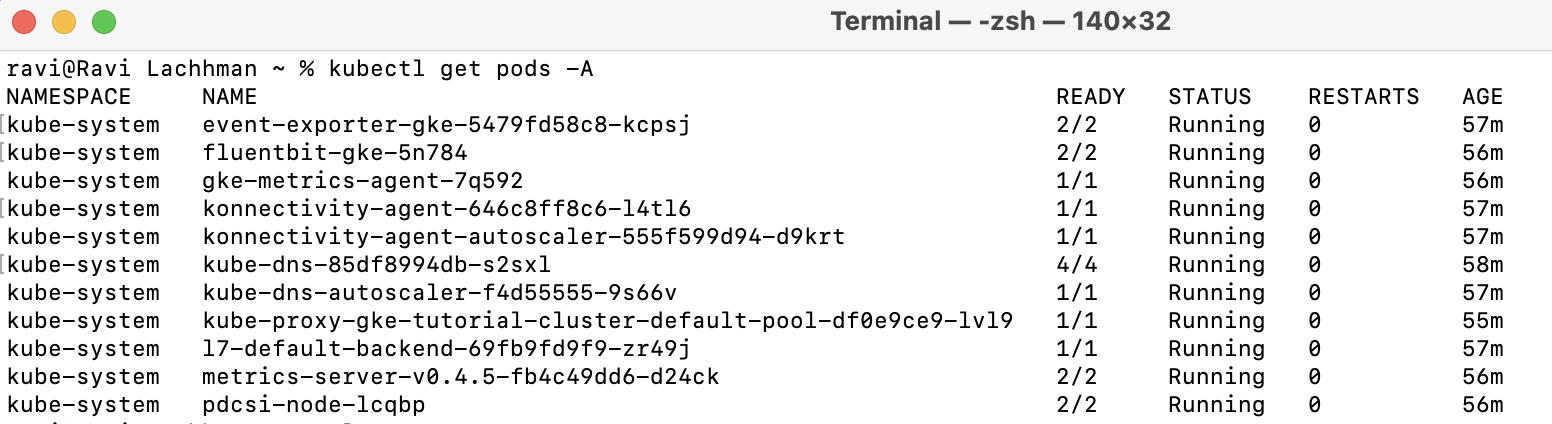 Terminal — -zsh — 140×32
ravi@Ravi Lachhman ~ % kubectl get pods -A
NAMESPACE NAME READY STATUS RESTARTS AGE
kube-system event-exporter-gke-5479fd58c8-kcpsj 2/2 Running 0 57m
kube-system fluentbit-gke-5n784 2/2 Running 0 56m
kube-system gke-metrics-agent-7q592 1/1 Running 0 56m
kube-system konnectivity-agent-646c8ff8c6-l4tl6 1/1 Running 0 57m
kube-system konnectivity-agent-autoscaler-555f599d94-d9krt 1/1 Running 0 57m
kube-system kube-dns-85df8994db-s2sxl 4/4 Running 0 58m
kube-system kube-dns-autoscaler-f4d55555-9s66v 1/1 Running 0 57m
kube-system kube-proxy-gke-tutorial-cluster-default-pool-df0e9ce9-lvl9 1/1 Running 0 55m
kube-system l7-default-backend-69fb9fd9f9-zr49j 1/1 Running 0 57m
kube-system metrics-server-v0.4.5-fb4c49dd6-d24ck 2/2 Running 0 56m
kube-system pdcsi-node-lcqbp 2/2 Running 0 56m